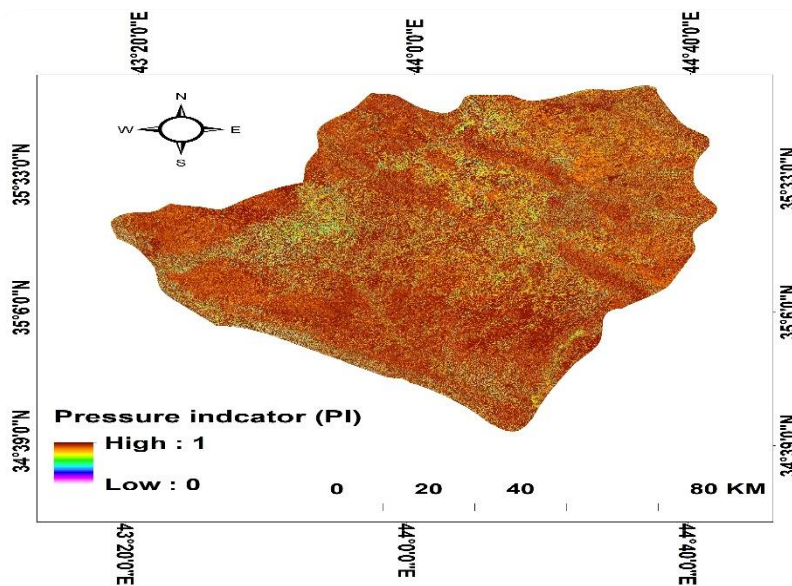 43°20'0"E 44°0'0"E 44°40'0"E
N
W E
S
35°33'0"N 35°33'0"N
35°6'0"N 35°6'0"N
34°39'0"N 34°39'0"N
Pressure indcator (PI)
High : 1
Low : 0
0 20 40 80 KM
43°20'0"E 44°0'0"E 44°40'0"E